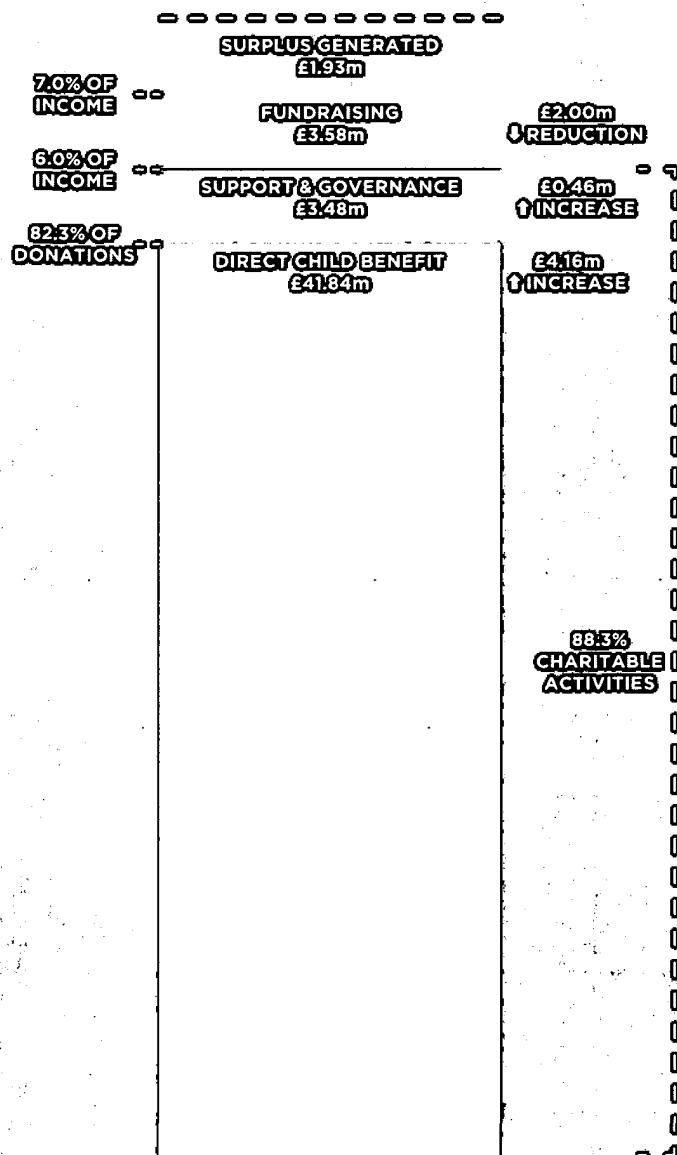 SURPLUS GENERATED
£1.93m
7.0% OF
INCOME
FUNDRAISING
£3.58m
£2.00m
⬇ REDUCTION
6.0% OF
INCOME
SUPPORT & GOVERNANCE
£3.48m
£0.46m
⬆ INCREASE
82.3% OF
DONATIONS
DIRECT CHILD BENEFIT
£41.84m
£4.16m
⬆ INCREASE
88.3%
CHARITABLE
ACTIVITIES